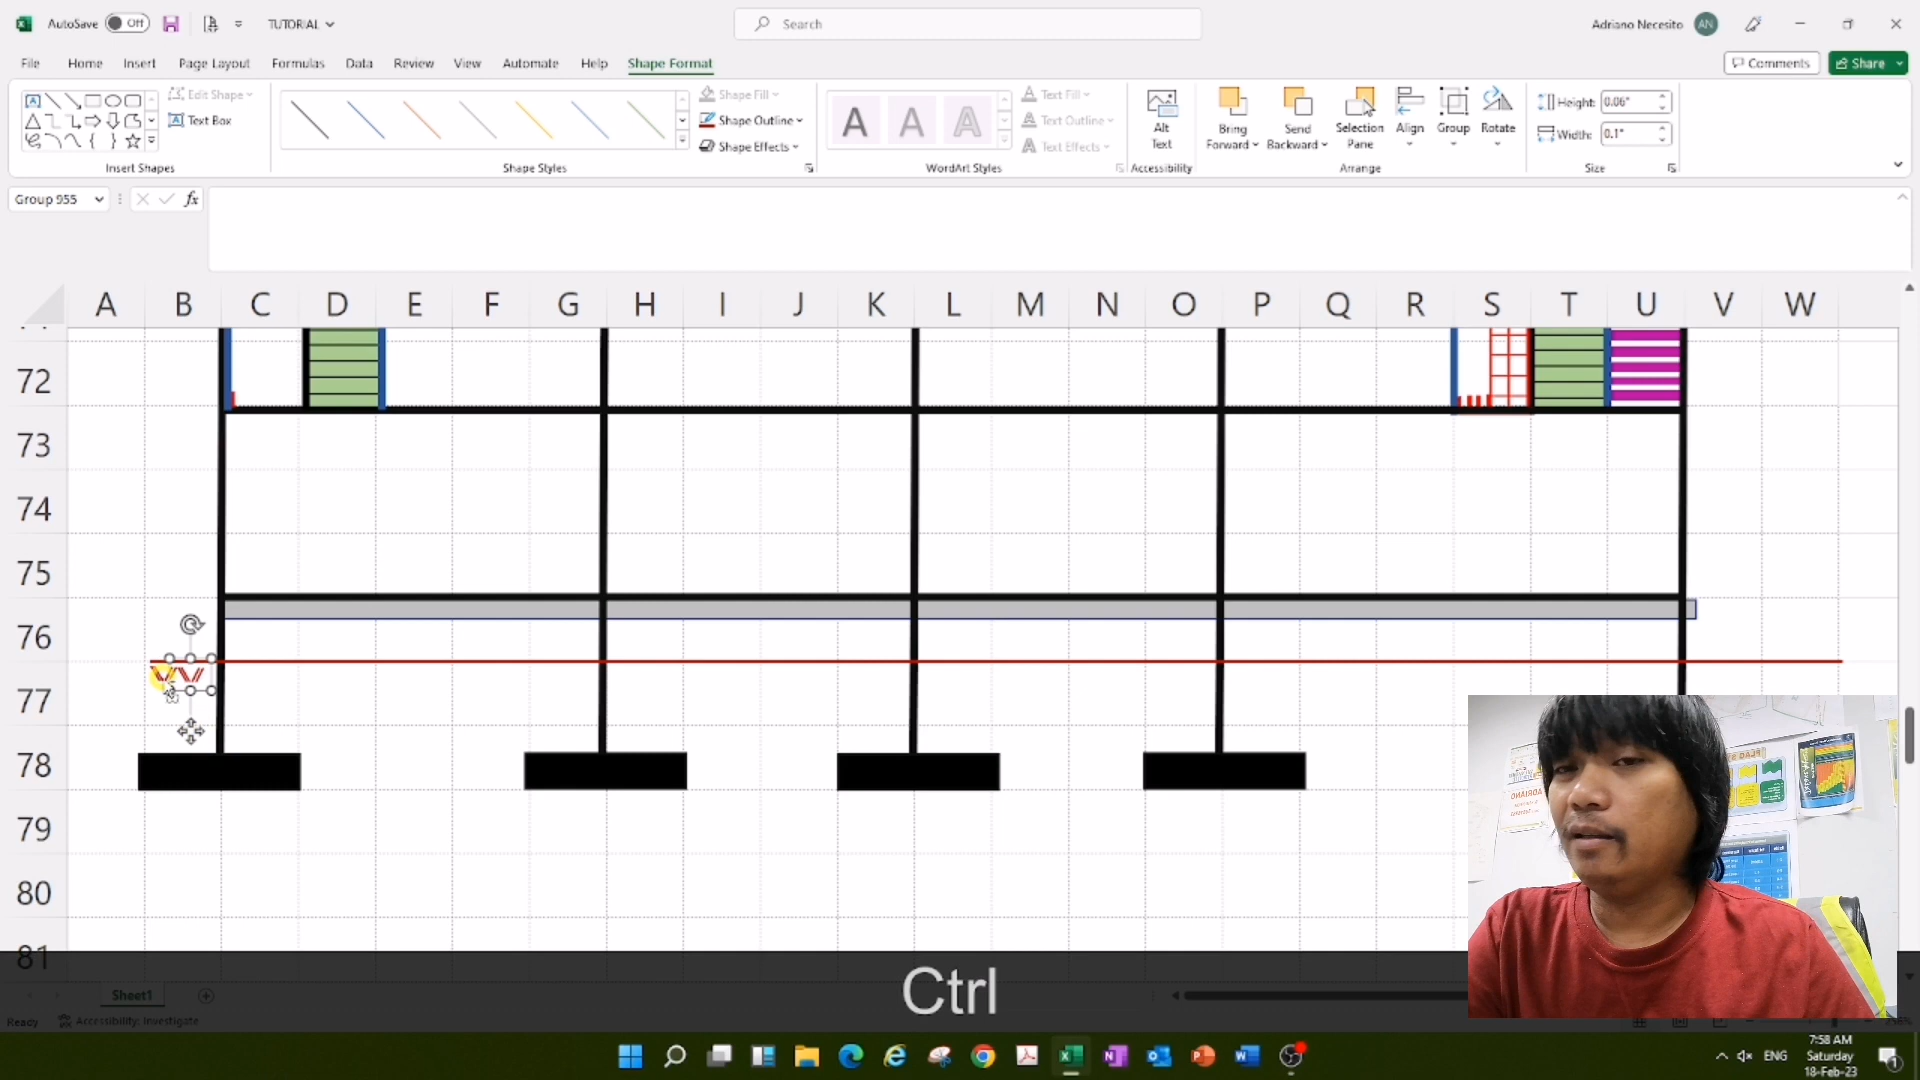 AutoSave Off TUTORIAL Search Adriano Necesito AN
File Home Insert Page Layout Formulas Data Review View Automate Help Shape Format Comments Share
Edit Shape Text Box
Insert Shapes
Shape Fill
Shape Outline
Shape Effects
Shape Styles
A A A
Text Fill
Text Outline
Text Effects
WordArt Styles
Alt Text
Accessibility
Bring Forward Send Backward Selection Pane Align Group Rotate
Arrange
Height: 0.06"
Width: 0.1"
Size
Group 955 fx
A B C D E F G H I J K L M N O P Q R S T U V W
72
73
74
75
76
77
78
79
80
81
Ctrl
Sheet1
Ready Accessibility: Investigate
ADRIANO
ENG
7:58 AM
Saturday
18-Feb-23
1